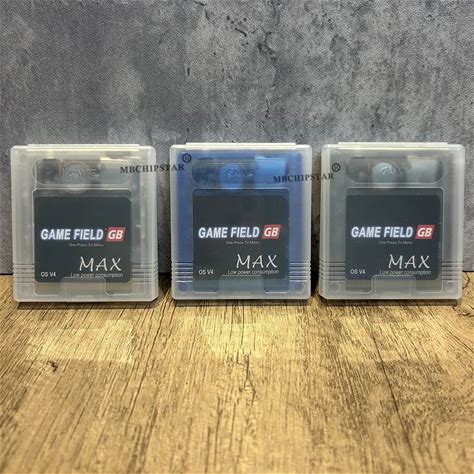 MBCHIPSTAR ®
MBCHIPSTAR ®
GAME FIELD GB
One Press To Menu
MAX
OS V4 Low power consumption
GAME FIELD GB
One Press To Menu
MAX
OS V4 Low power consumption
GAME FIELD GB
One Press To Menu
MAX
OS V4 Low power consumption